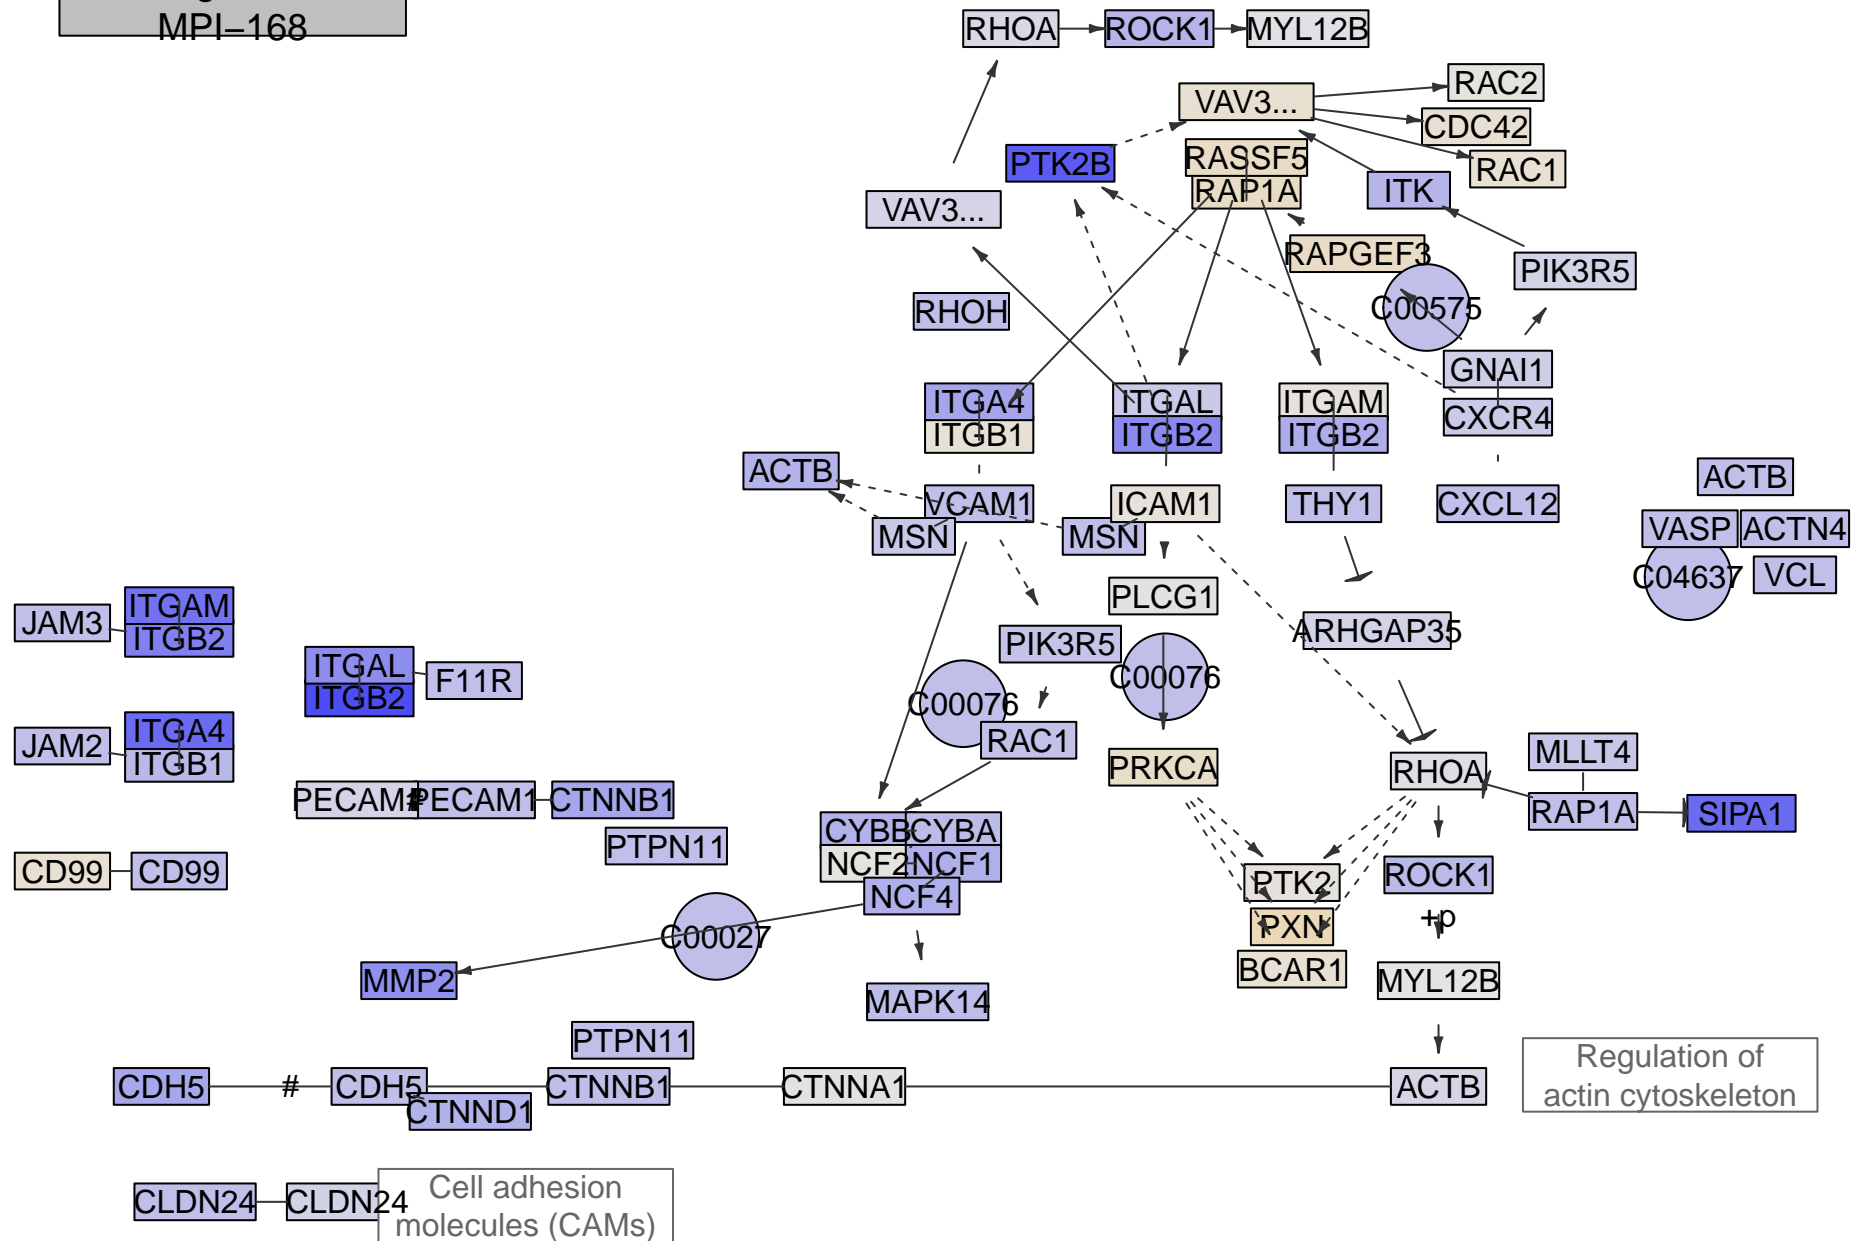 MPI–168
RHOA
ROCK1
MYL12B
VAV3...
RAC2
CDC42
RAC1
PTK2B
RASSF5
RAP1A
ITK
VAV3...
RAPGEF3
PIK3R5
C00575
RHOH
GNAI1
CXCR4
ITGA4
ITGB1
ITGAL
ITGB2
ITGAM
ITGB2
ACTB
VCAM1
MSN
ICAM1
MSN
THY1
CXCL12
ACTB
VASP
ACTN4
C04637
VCL
PLCG1
ARHGAP35
PIK3R5
C00076
C00076
RAC1
JAM3
ITGAM
ITGB2
ITGAL
ITGB2
F11R
JAM2
ITGA4
ITGB1
PRKCA
RHOA
MLLT4
RAP1A
SIPA1
PECAM1
#
PECAM1
CTNNB1
PTPN11
CYBB
CYBA
NCF2
NCF1
NCF4
CD99
CD99
PTK2
PXN
BCAR1
ROCK1
+p
MYL12B
C00027
MMP2
MAPK14
PTPN11
CDH5
#
CDH5
CTNND1
CTNNB1
CTNNA1
ACTB
Regulation of
actin cytoskeleton
CLDN24
CLDN24
Cell adhesion
molecules (CAMs)